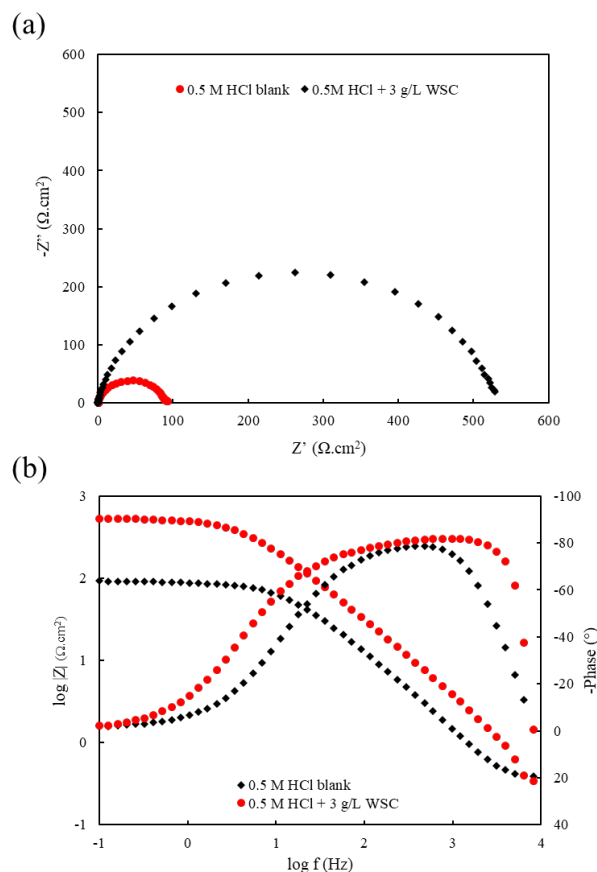 (a)
600
500
400
300
200
100
0
-Z” (Ω.cm²)
0.5 M HCl blank
0.5M HCl + 3 g/L WSC
0 100 200 300 400 500 600
Z’ (Ω.cm²)
(b)
3
2
1
0
-1
log |Z| (Ω.cm²)
-100
-80
-60
-40
-20
0
20
40
-Phase (°)
0.5 M HCl blank
0.5 M HCl + 3 g/L WSC
-1 0 1 2 3 4
log f (Hz)